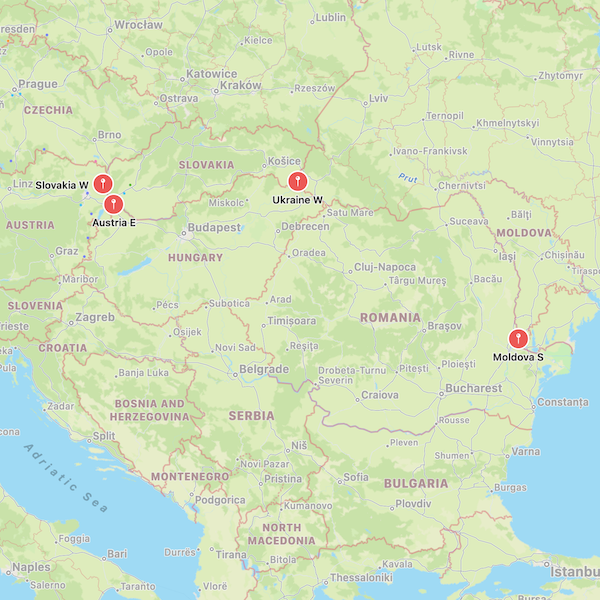 Wrocław
Lublin
Dresden
Opole
Kielce
Lutsk
Rivne
Zhytomyr
Prague
Katowice
Kraków
Rzeszów
Ostrava
Lviv
CZECHIA
Ternopil
Khmelnytskyi
Brno
Vinnytsia
SLOVAKIA
Košice
Ivano-Frankivsk
Linz
Slovakia W
Prut
Chernivtsi
Miskolc
Ukraine W
Satu Mare
Austria E
AUSTRIA
Budapest
Debrecen
Suceava
Bălți
MOLDOVA
Graz
HUNGARY
Oradea
Iași
Chișinău
Cluj-Napoca
Tiraspol
Maribor
Târgu Mureș
Bacău
SLOVENIA
Pécs
Subotica
Arad
Zagreb
Timișoara
ROMANIA
Trieste
Osijek
Brașov
CROATIA
Novi Sad
Reșița
Moldova S
Banja Luka
Belgrade
Drobeta-Turnu
Severin
Pitești
Ploiești
Bucharest
Zadar
BOSNIA AND
HERZEGOVINA
Craiova
Constanța
SERBIA
Rousse
Split
Niš
Pleven
Adriatic Sea
Novi Pazar
Shumen
Varna
MONTENEGRO
Pristina
Sofia
BULGARIA
Burgas
Podgorica
Kumanovo
Plovdiv
NORTH
MACEDONIA
Foggia
Bari
Durrës
Tirana
Bitola
Kavala
Istanbul
Naples
Salerno
Taranto
Vlorë
Thessaloniki